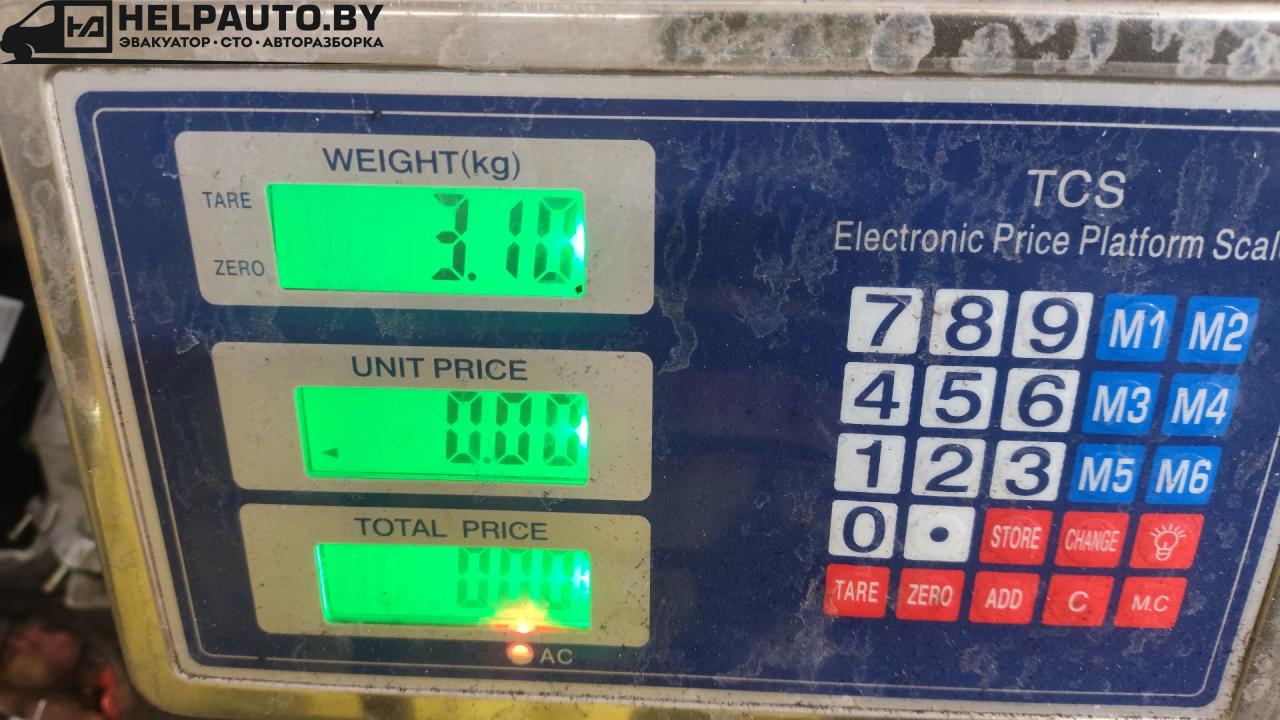 HELPAUTO.BY
ЭВАКУАТОР • СТО • АВТОРАЗБОРКА
WEIGHT(kg)
TARE
3.10
ZERO
UNIT PRICE
0.00
TOTAL PRICE
0.00
AC
TCS
Electronic Price Platform Scale
7 8 9 M1 M2
4 5 6 M3 M4
1 2 3 M5 M6
0 • STORE CHANGE
TARE ZERO ADD C M.C